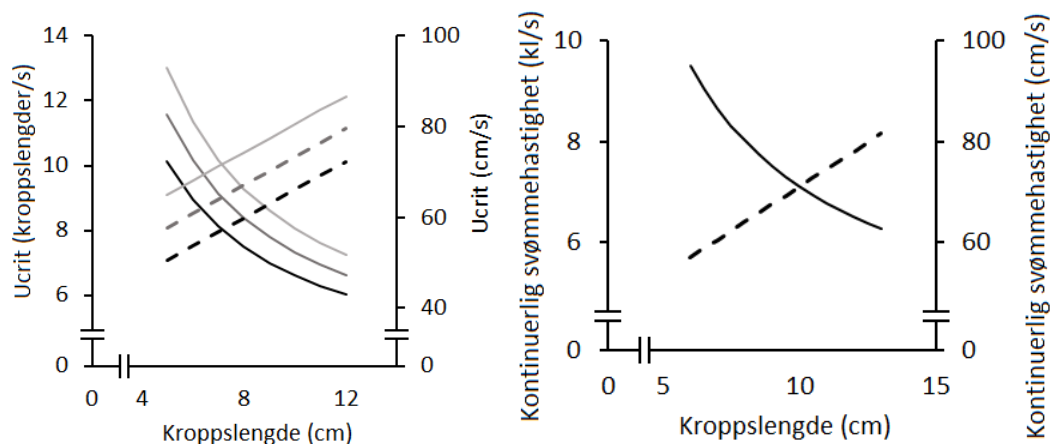 Ucrit (kroppslengder/s)
14
12
10
8
6
0
100
80
60
40
0
Ucrit (cm/s)
0 4 8 12
Kroppslengde (cm)
Kontinuerlig svømmehastighet (kl/s)
10
8
6
0
100
80
60
0
Kontinuerlig svømmehastighet (cm/s)
0 5 10 15
Kroppslengde (cm)